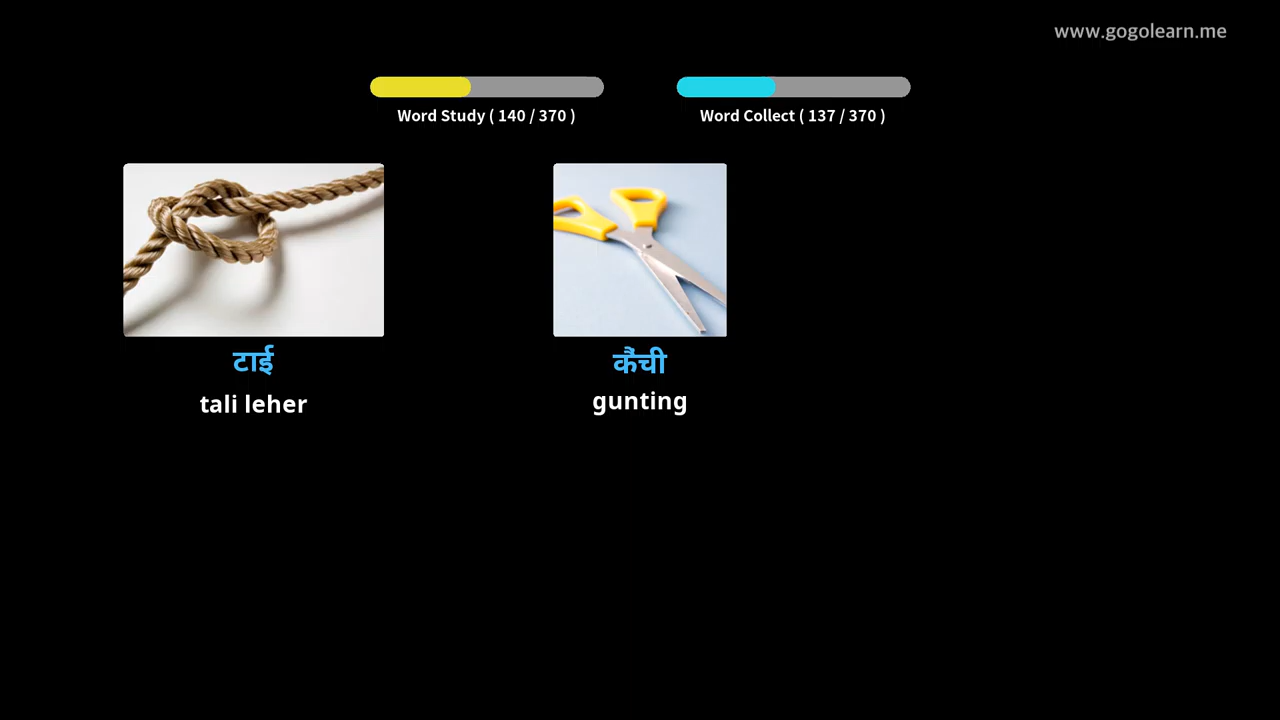 www.gogolearn.me
Word Study ( 140 / 370 )
Word Collect ( 137 / 370 )
टाई
tali leher
कैंची
gunting